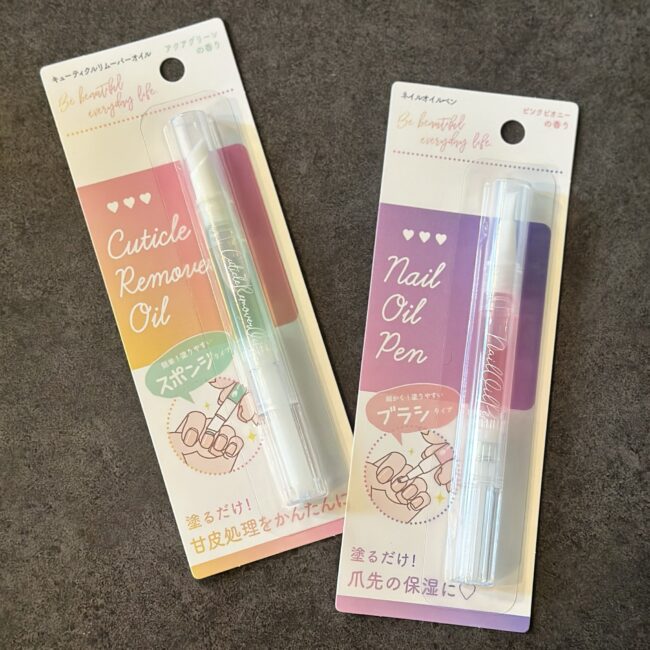 キューティクルリムーバーオイル
アクアグリーン
の香り
Be beautiful
everyday life.
Cuticle
Remover
Oil
Cuticle Remover Oil
簡単!塗りやすい
スポンジタイプ
塗るだけ!
甘皮処理をかんたんに
ネイルオイルペン
ピンクピオニー
の香り
Be beautiful
everyday life.
Nail
Oil
Pen
Nail Oil
細かく!塗りやすい
ブラシタイプ
塗るだけ!
爪先の保湿に♡